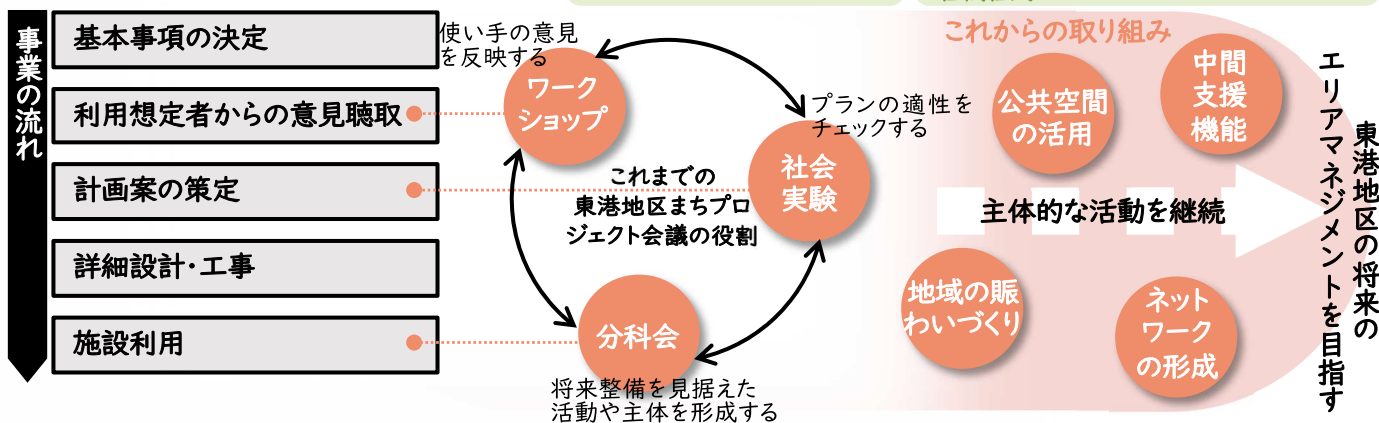 事業の流れ
基本事項の決定
利用想定者からの意見聴取
計画案の策定
詳細設計・工事
施設利用
使い手の意見
を反映する
ワーク
ショップ
プランの適性を
チェックする
社会
実験
これまでの
東港地区まちプロ
ジェクト会議の役割
分科会
将来整備を見据えた
活動や主体を形成する
これからの取り組み
公共空間
の活用
中間
支援
機能
主体的な活動を継続
地域の賑
わいづくり
ネット
ワーク
の形成
東港地区の将来の
エリアマネジメントを目指す